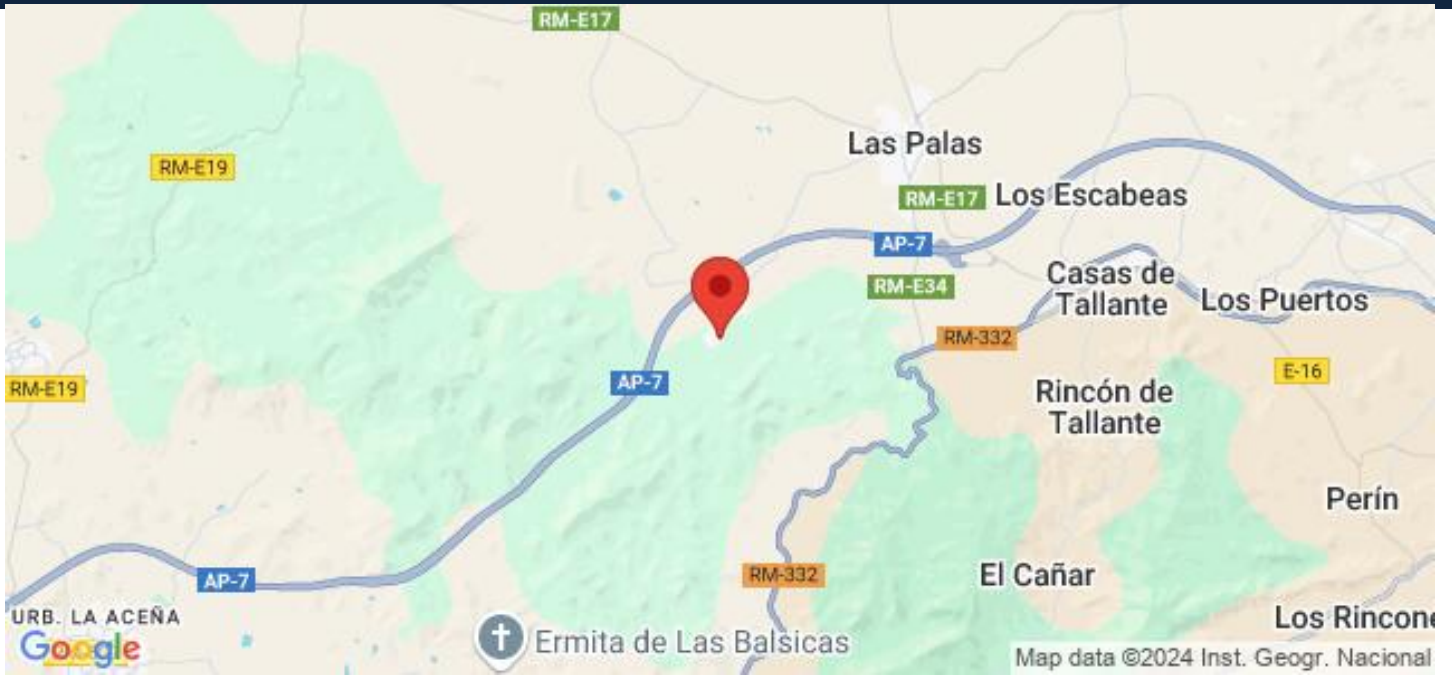 RM-E17
Las Palas
RM-E19
RM-E17
Los Escabeas
AP-7
Casas de
Tallante
RM-E34
Los Puertos
RM-332
AP-7
E-16
RM-E19
Rincón de
Tallante
Perín
AP-7
RM-332
El Cañar
URB. LA ACEÑA
Los Rincone
Google
Ermita de Las Balsicas
Map data ©2024 Inst. Geogr. Nacional